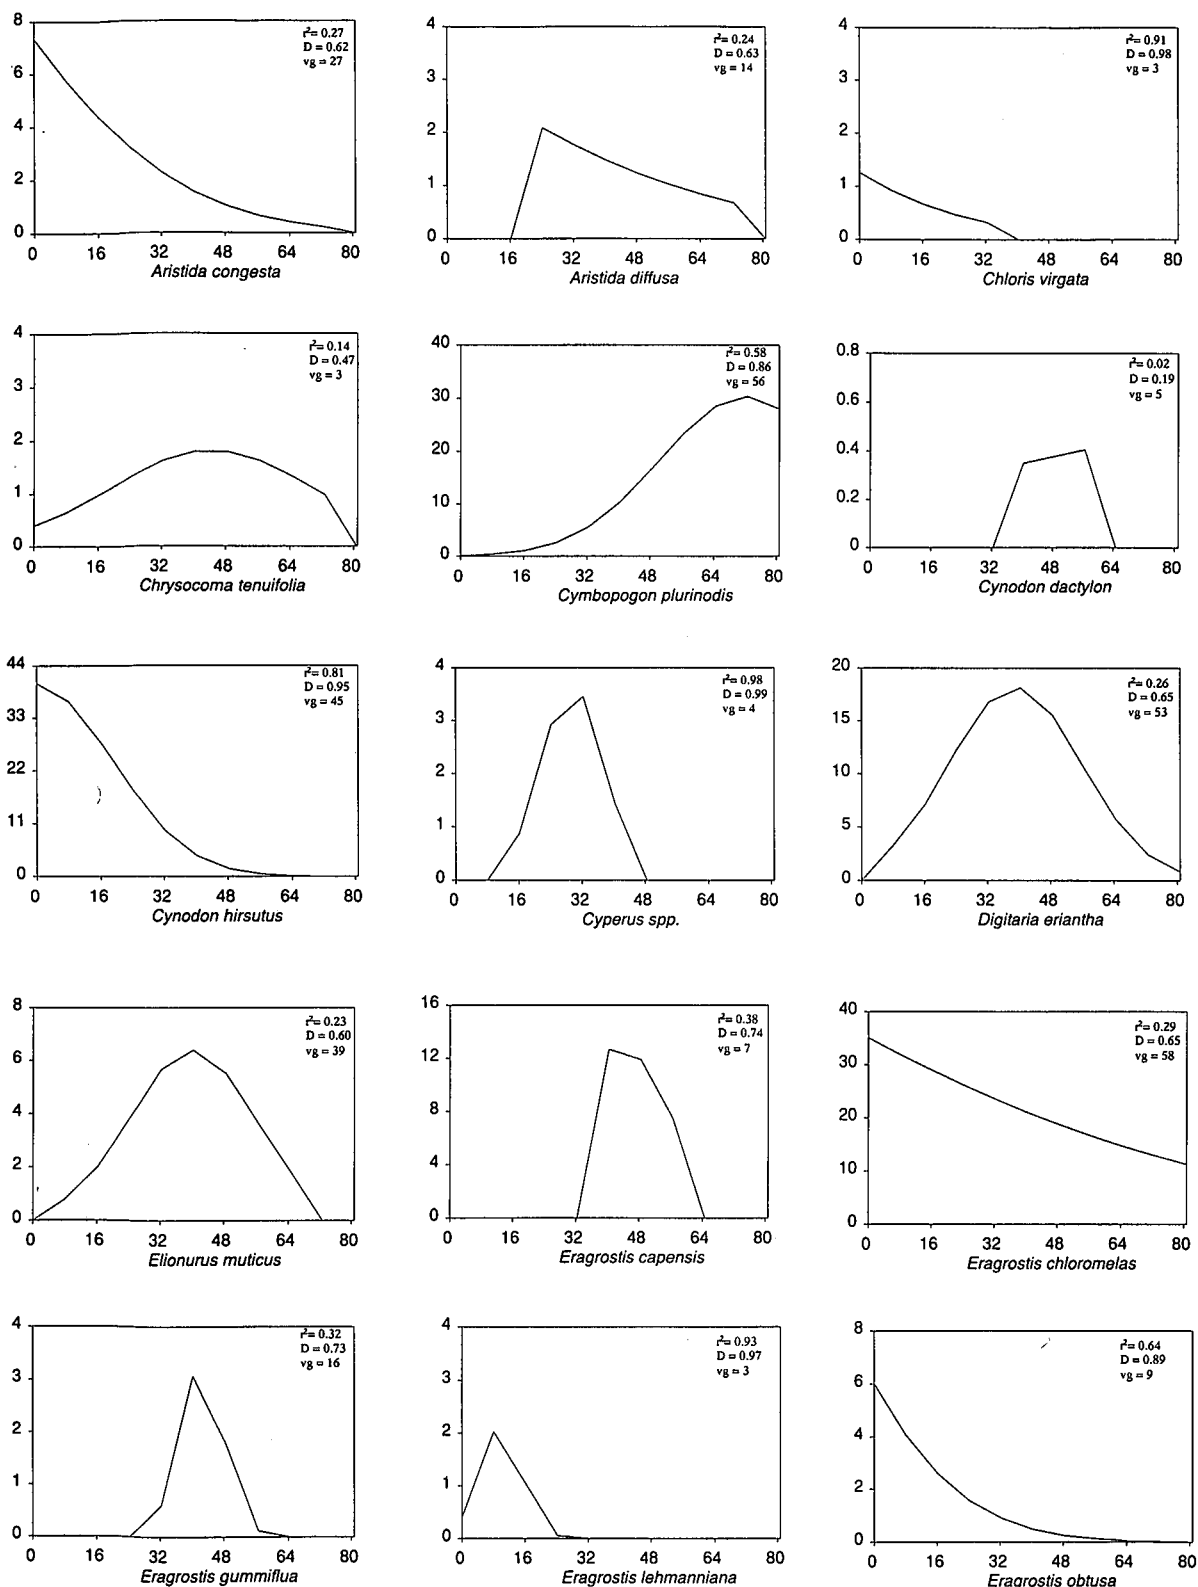 8
6
4
2
0
r²= 0.27
D = 0.62
vg = 27
0 16 32 48 64 80
Aristida congesta
4
3
2
1
0
r²= 0.24
D = 0.63
vg = 14
0 16 32 48 64 80
Aristida diffusa
4
3
2
1
0
r²= 0.91
D = 0.98
vg = 3
0 16 32 48 64 80
Chloris virgata
4
3
2
1
0
r²= 0.14
D = 0.47
vg = 3
0 16 32 48 64 80
Chrysocoma tenuifolia
40
30
20
10
0
r²= 0.58
D = 0.86
vg = 56
0 16 32 48 64 80
Cymbopogon plurinodis
0.8
0.6
0.4
0.2
0
r²= 0.02
D = 0.19
vg = 5
0 16 32 48 64 80
Cynodon dactylon
44
33
22
11
0
r²= 0.81
D = 0.95
vg = 45
0 16 32 48 64 80
Cynodon hirsutus
4
3
2
1
0
r²= 0.98
D = 0.99
vg = 4
0 16 32 48 64 80
Cyperus spp.
20
15
10
5
0
r²= 0.26
D = 0.65
vg = 53
0 16 32 48 64 80
Digitaria eriantha
8
6
4
2
0
r²= 0.23
D = 0.60
vg = 39
0 16 32 48 64 80
Elionurus muticus
16
12
8
4
0
r²= 0.38
D = 0.74
vg = 7
0 16 32 48 64 80
Eragrostis capensis
40
30
20
10
0
r²= 0.29
D = 0.65
vg = 58
0 16 32 48 64 80
Eragrostis chloromelas
4
3
2
1
0
r²= 0.32
D = 0.73
vg = 16
0 16 32 48 64 80
Eragrostis gummiflua
4
3
2
1
0
r²= 0.93
D = 0.97
vg = 3
0 16 32 48 64 80
Eragrostis lehmanniana
8
6
4
2
0
r²= 0.64
D = 0.89
vg = 9
0 16 32 48 64 80
Eragrostis obtusa